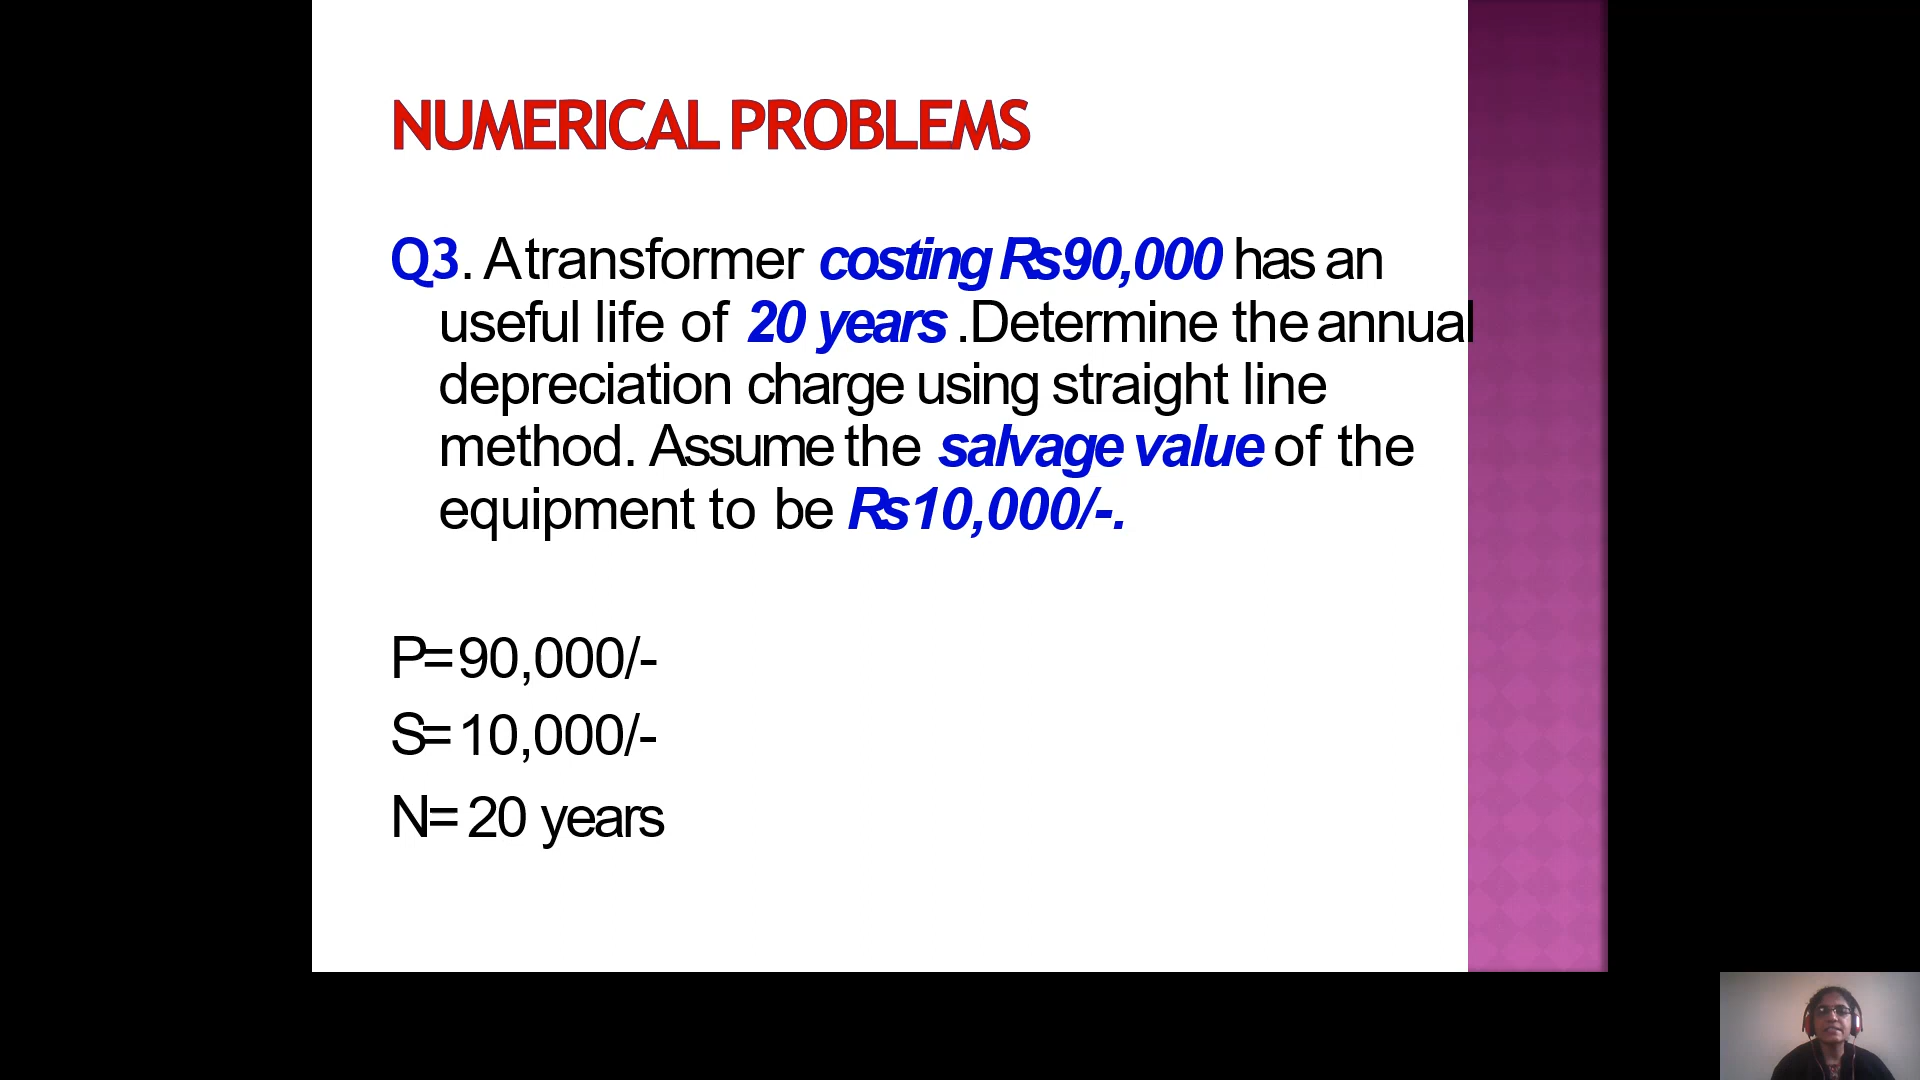 NUMERICAL PROBLEMS
Q3. A transformer costing Rs90,000 has an
useful life of 20 years .Determine the annual
depreciation charge using straight line
method. Assume the salvage value of the
equipment to be Rs10,000/-.
P= 90,000/-
S= 10,000/-
N= 20 years